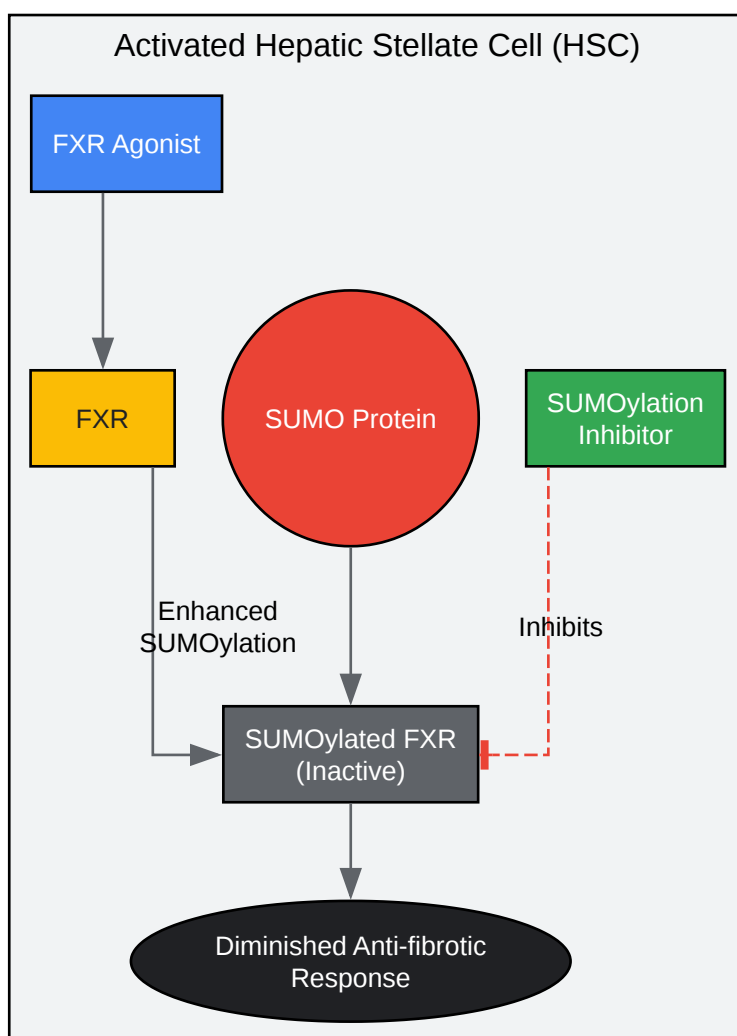 Activated Hepatic Stellate Cell (HSC)
FXR Agonist
FXR
SUMO Protein
SUMOylation
Inhibitor
Enhanced
SUMOylation
Inhibits
SUMOylated FXR
(Inactive)
Diminished Anti-fibrotic
Response